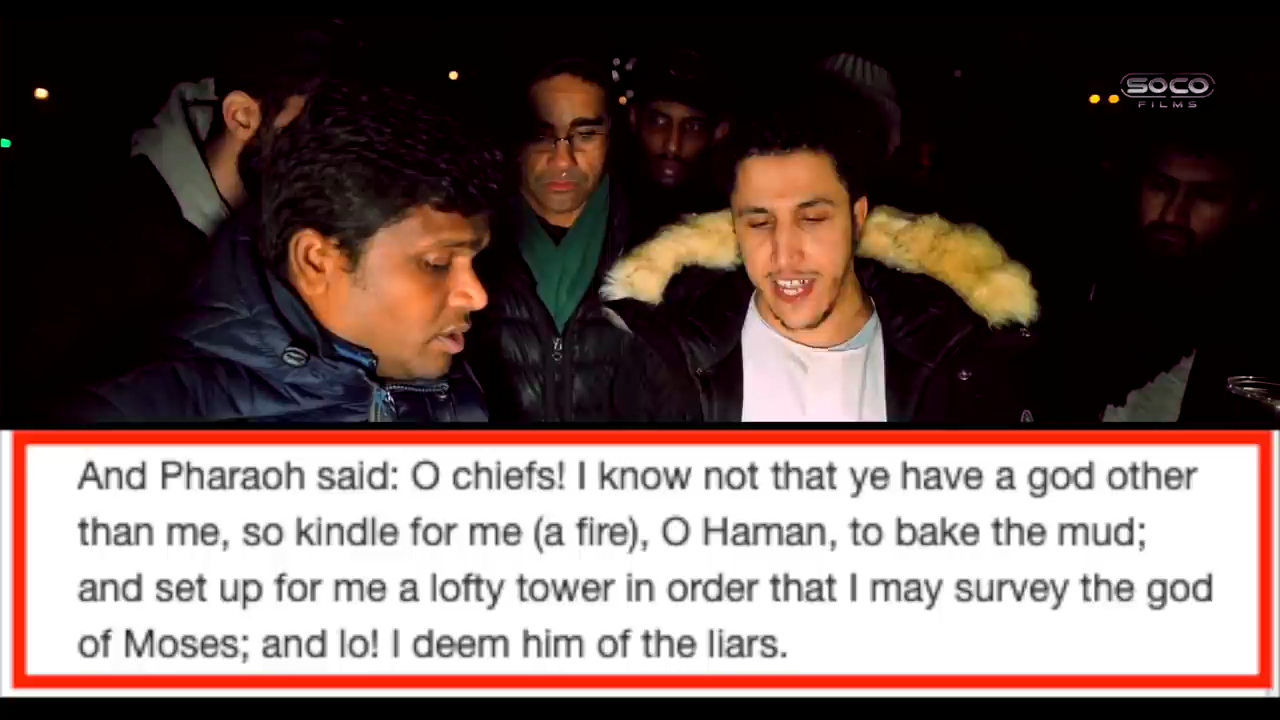 SOCO
FILMS
And Pharaoh said: O chiefs! I know not that ye have a god other
than me, so kindle for me (a fire), O Haman, to bake the mud;
and set up for me a lofty tower in order that I may survey the god
of Moses; and lo! I deem him of the liars.